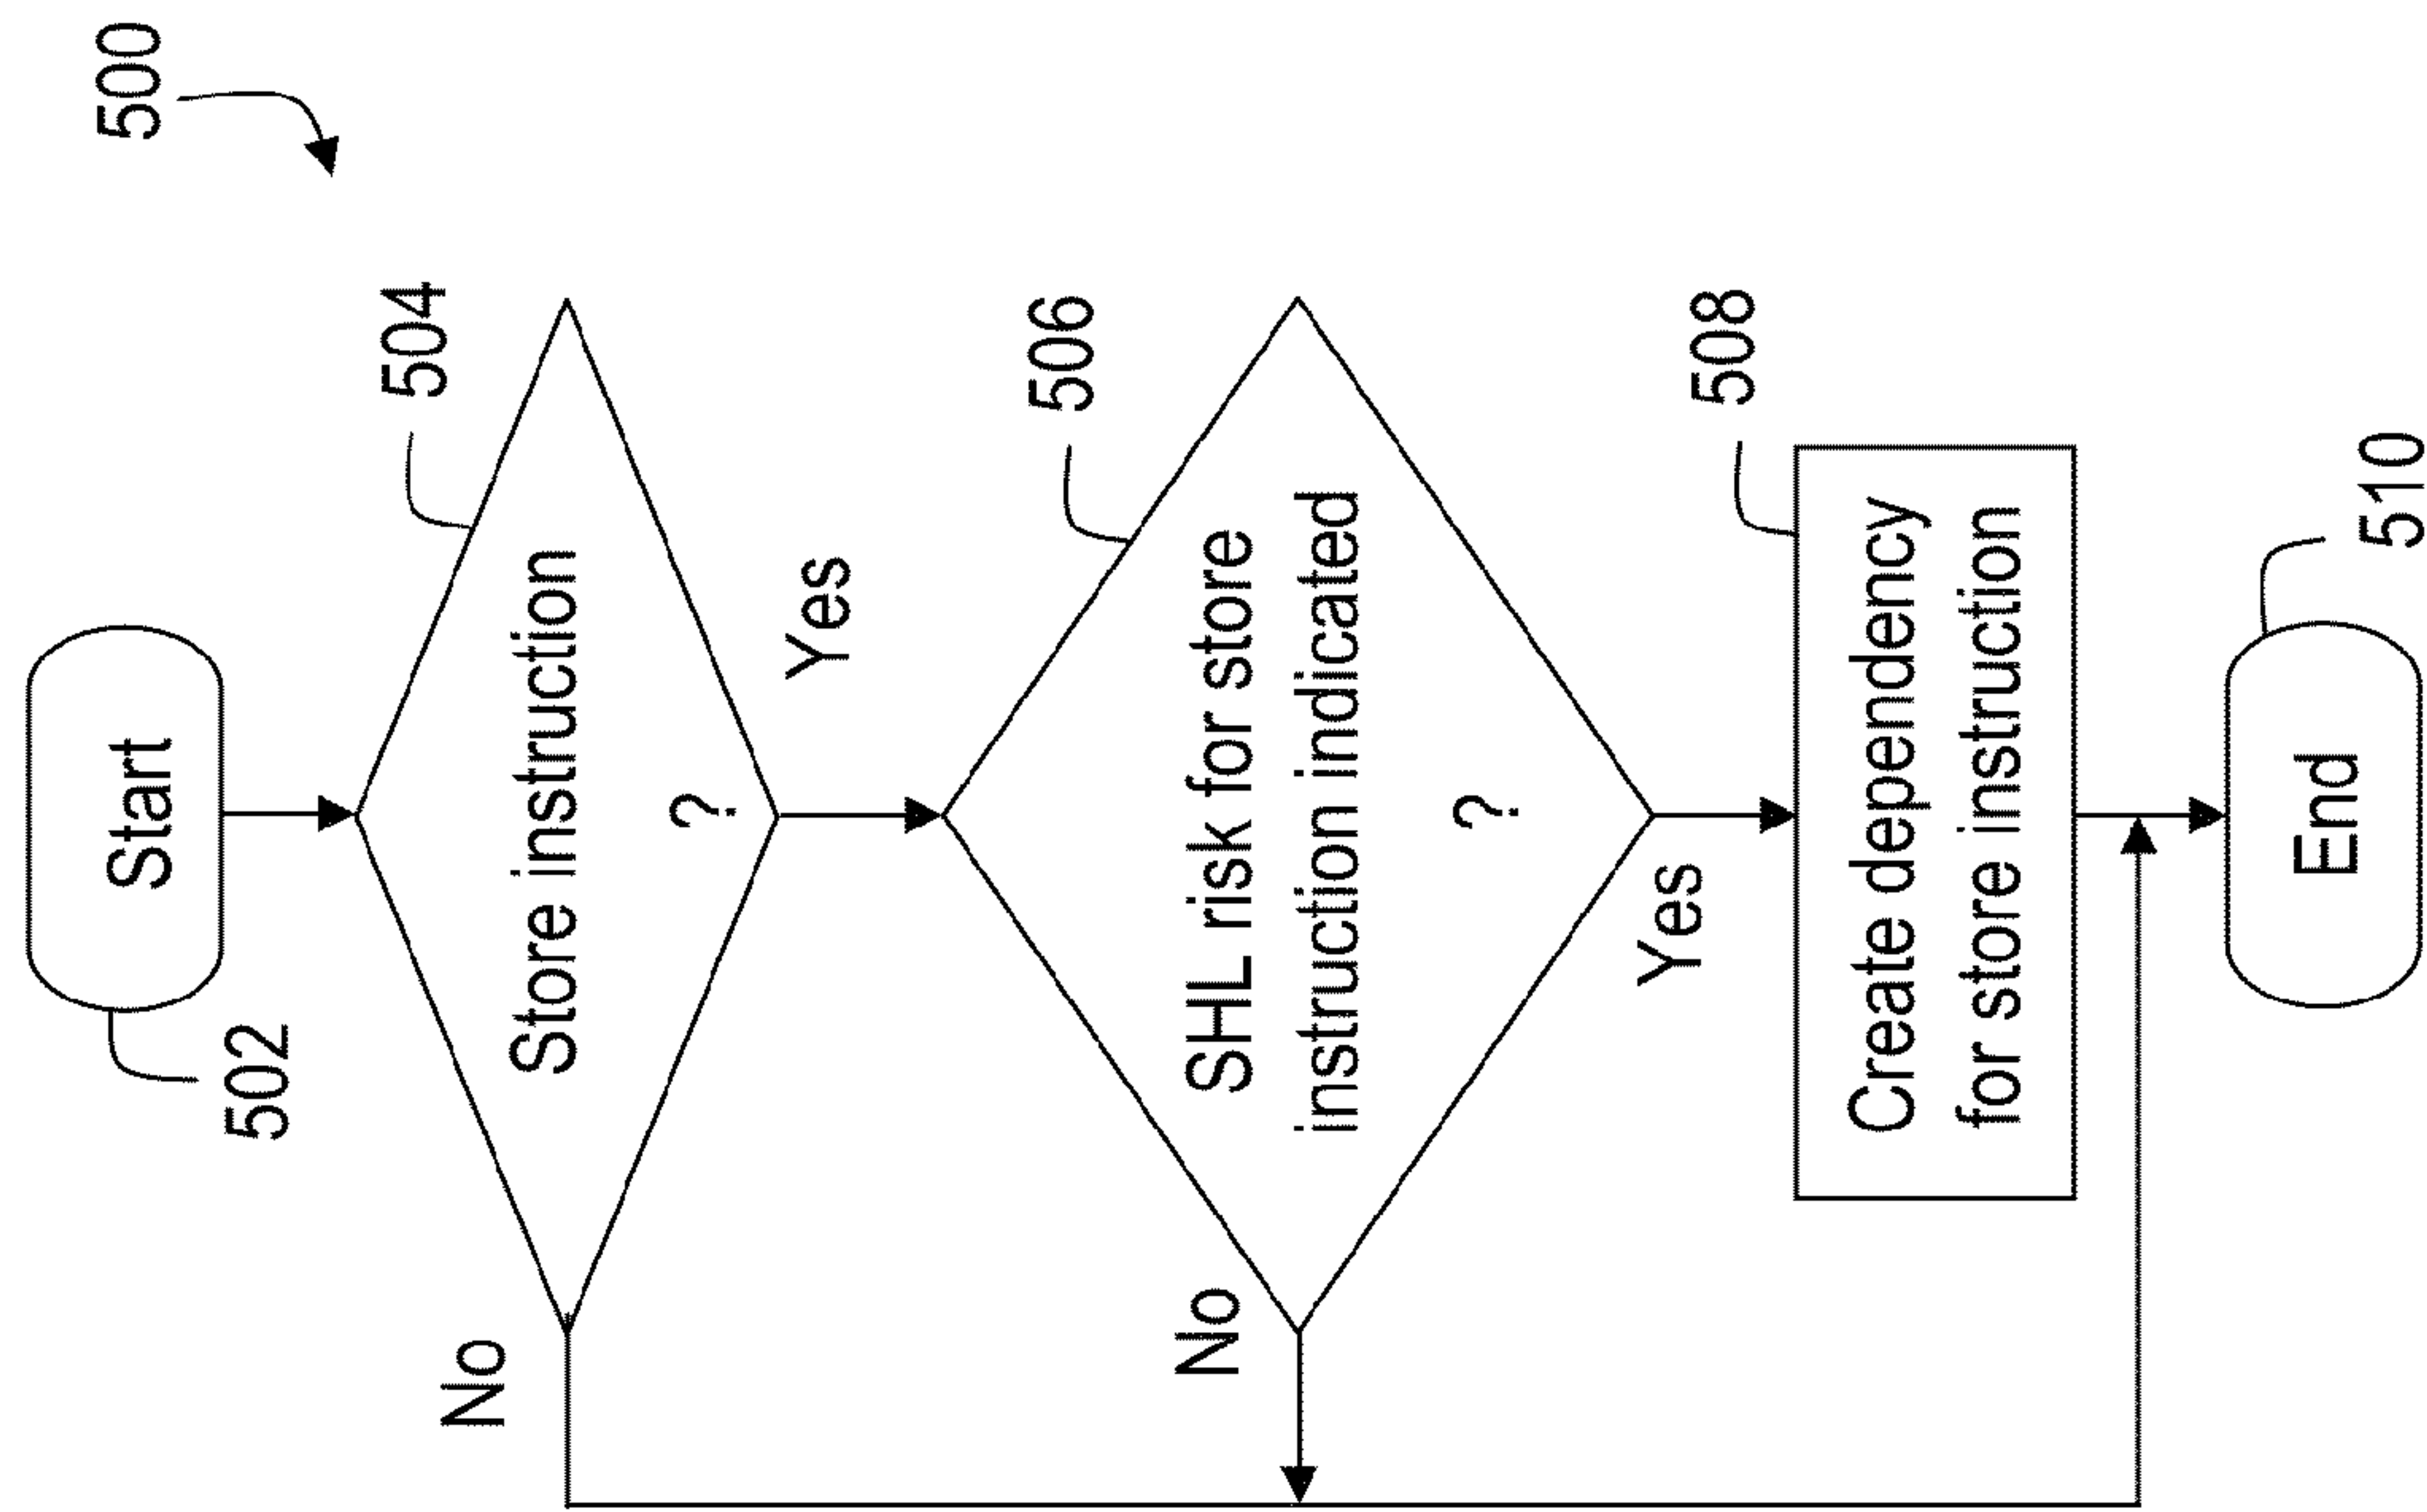 500
Start
502
504
Store instruction
?
No
Yes
506
SHL risk for store
instruction indicated
?
No
Yes
508
Create dependency
for store instruction
510
End